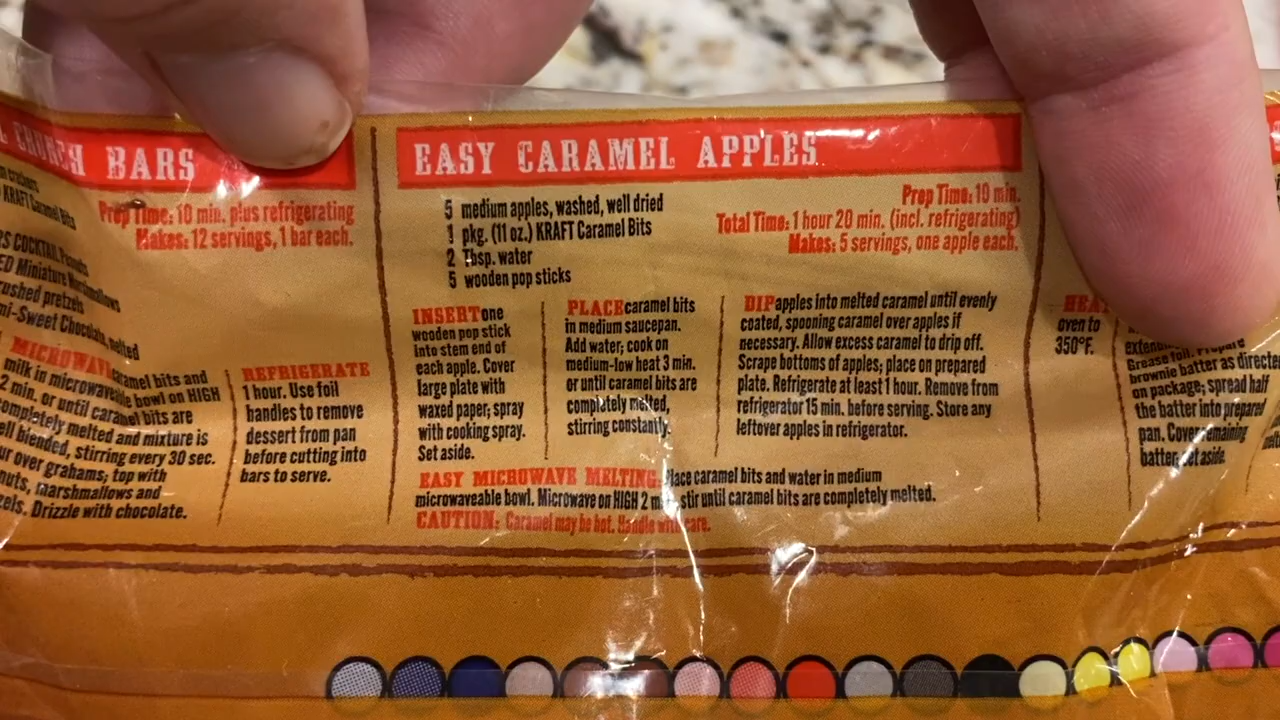 BARS
Prep Time: 10 min. plus refrigerating
Makes: 12 servings, 1 bar each.
crackers
KRAFT Caramel Bits
COCKTAIL Peanuts
Miniature Marshmallows
pretzels
Sweet Chocolate, melted
MICROWAVE caramel bits and
milk in microwaveable bowl on HIGH
2 min. or until caramel bits are
completely melted and mixture is
well blended, stirring every 30 sec.
over grahams; top with
nuts, marshmallows and
Drizzle with chocolate.
REFRIGERATE
1 hour. Use foil
handles to remove
dessert from pan
before cutting into
bars to serve.
EASY CARAMEL APPLES
5 medium apples, washed, well dried
1 pkg. (11 oz.) KRAFT Caramel Bits
2 Tbsp. water
5 wooden pop sticks
Prep Time: 10 min.
Total Time: 1 hour 20 min. (incl. refrigerating)
Makes: 5 servings, one apple each.
INSERT one
wooden pop stick
into stem end of
each apple. Cover
large plate with
waxed paper; spray
with cooking spray.
Set aside.
PLACE caramel bits
in medium saucepan.
Add water; cook on
medium-low heat 3 min.
or until caramel bits are
completely melted,
stirring constantly.
DIP apples into melted caramel until evenly
coated, spooning caramel over apples if
necessary. Allow excess caramel to drip off.
Scrape bottoms of apples; place on prepared
plate. Refrigerate at least 1 hour. Remove from
refrigerator 15 min. before serving. Store any
leftover apples in refrigerator.
EASY MICROWAVE MELTING: Place caramel bits and water in medium
microwaveable bowl. Microwave on HIGH 2 min. stir until caramel bits are completely melted.
CAUTION: Caramel may be hot. Handle with care.
HEAT
oven to
350°F.
Grease foil. Prepare
brownie batter as directed
on package; spread half
the batter into prepared
pan. Cover remaining
batter; set aside.